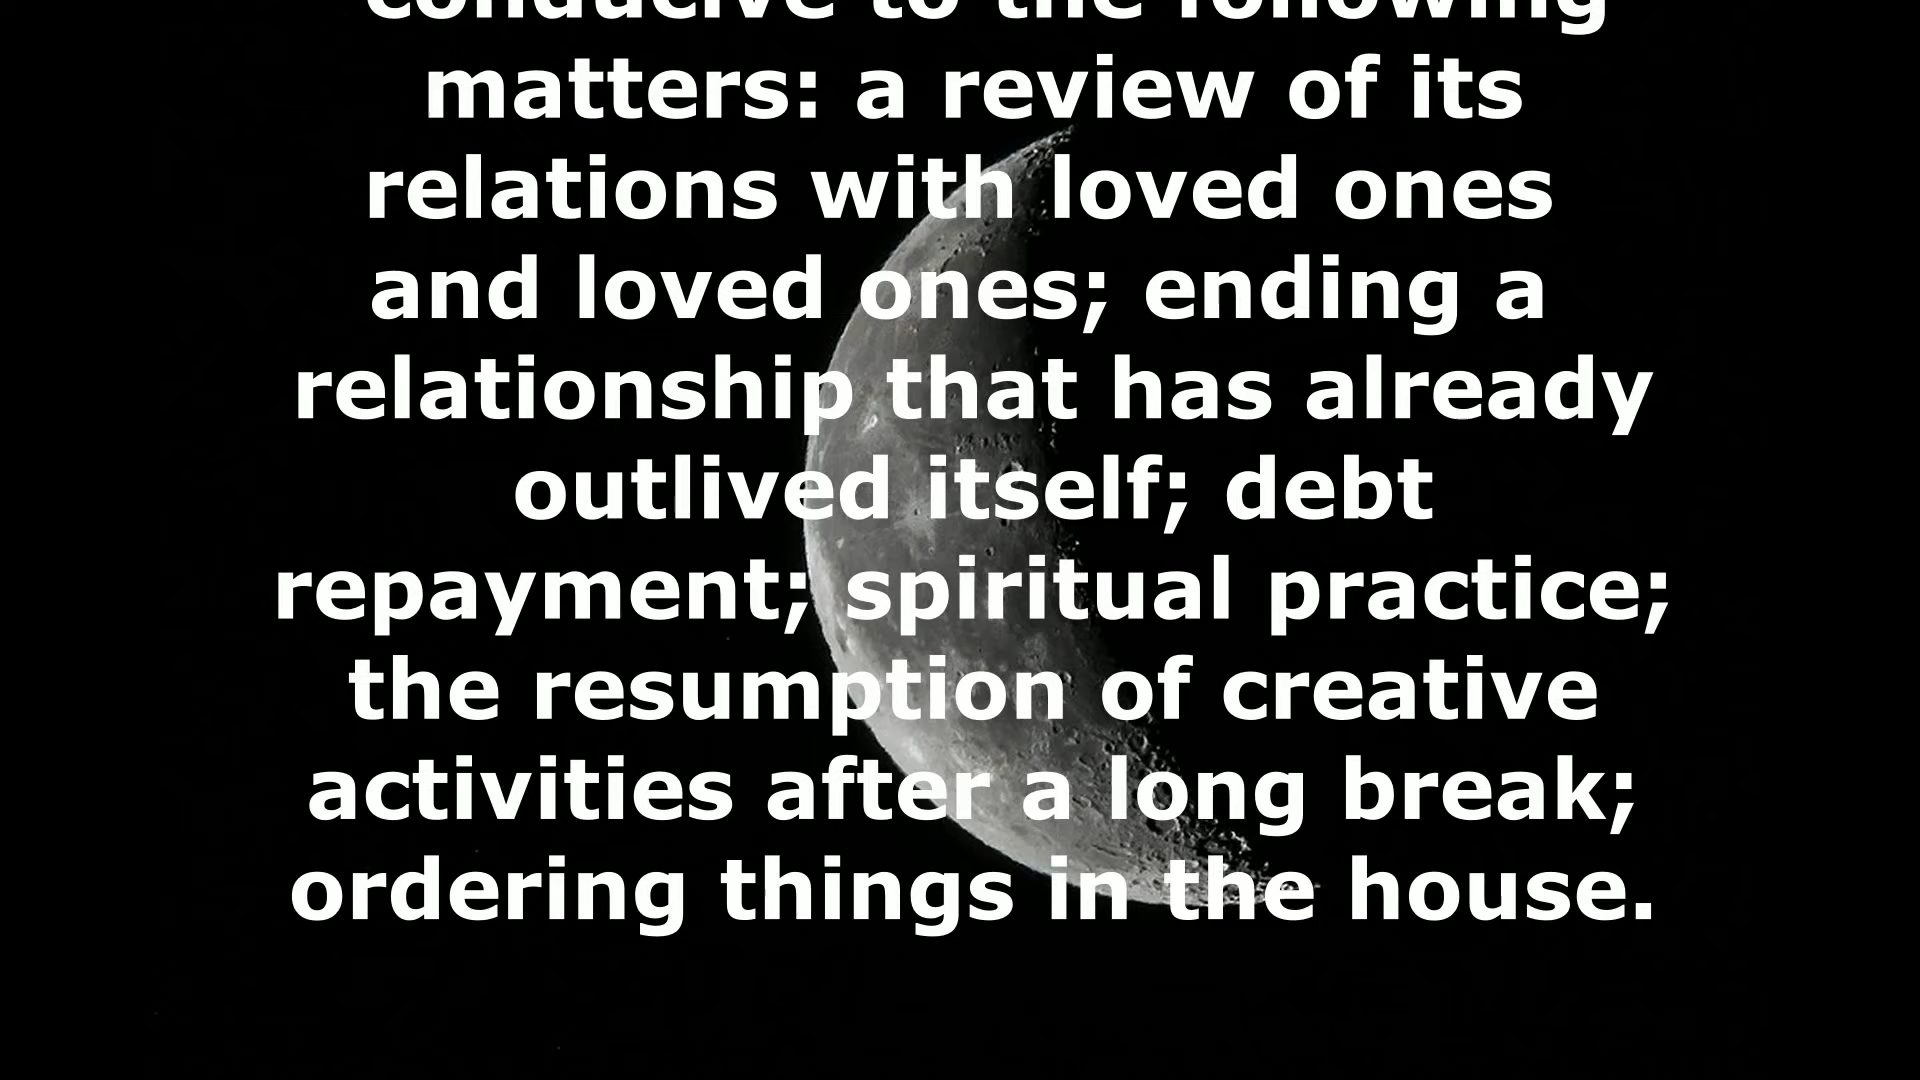 conducive to the following
matters: a review of its
relations with loved ones
and loved ones; ending a
relationship that has already
outlived itself; debt
repayment; spiritual practice;
the resumption of creative
activities after a long break;
ordering things in the house.